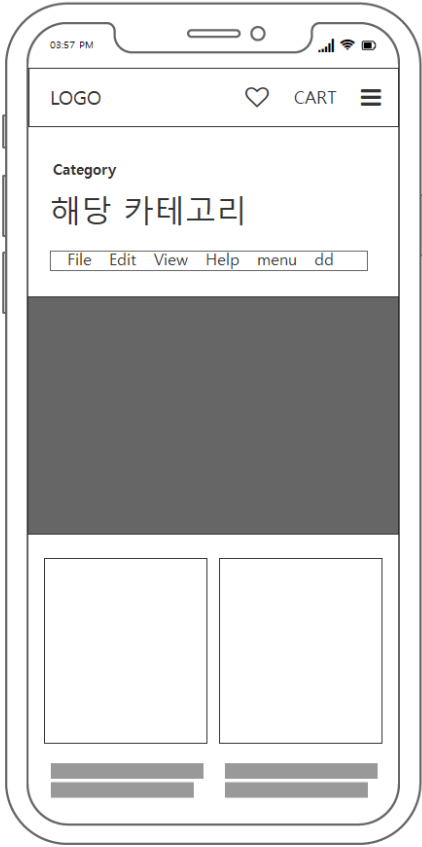 03:57 PM
LOGO CART
Category
해당 카테고리
File Edit View Help menu dd